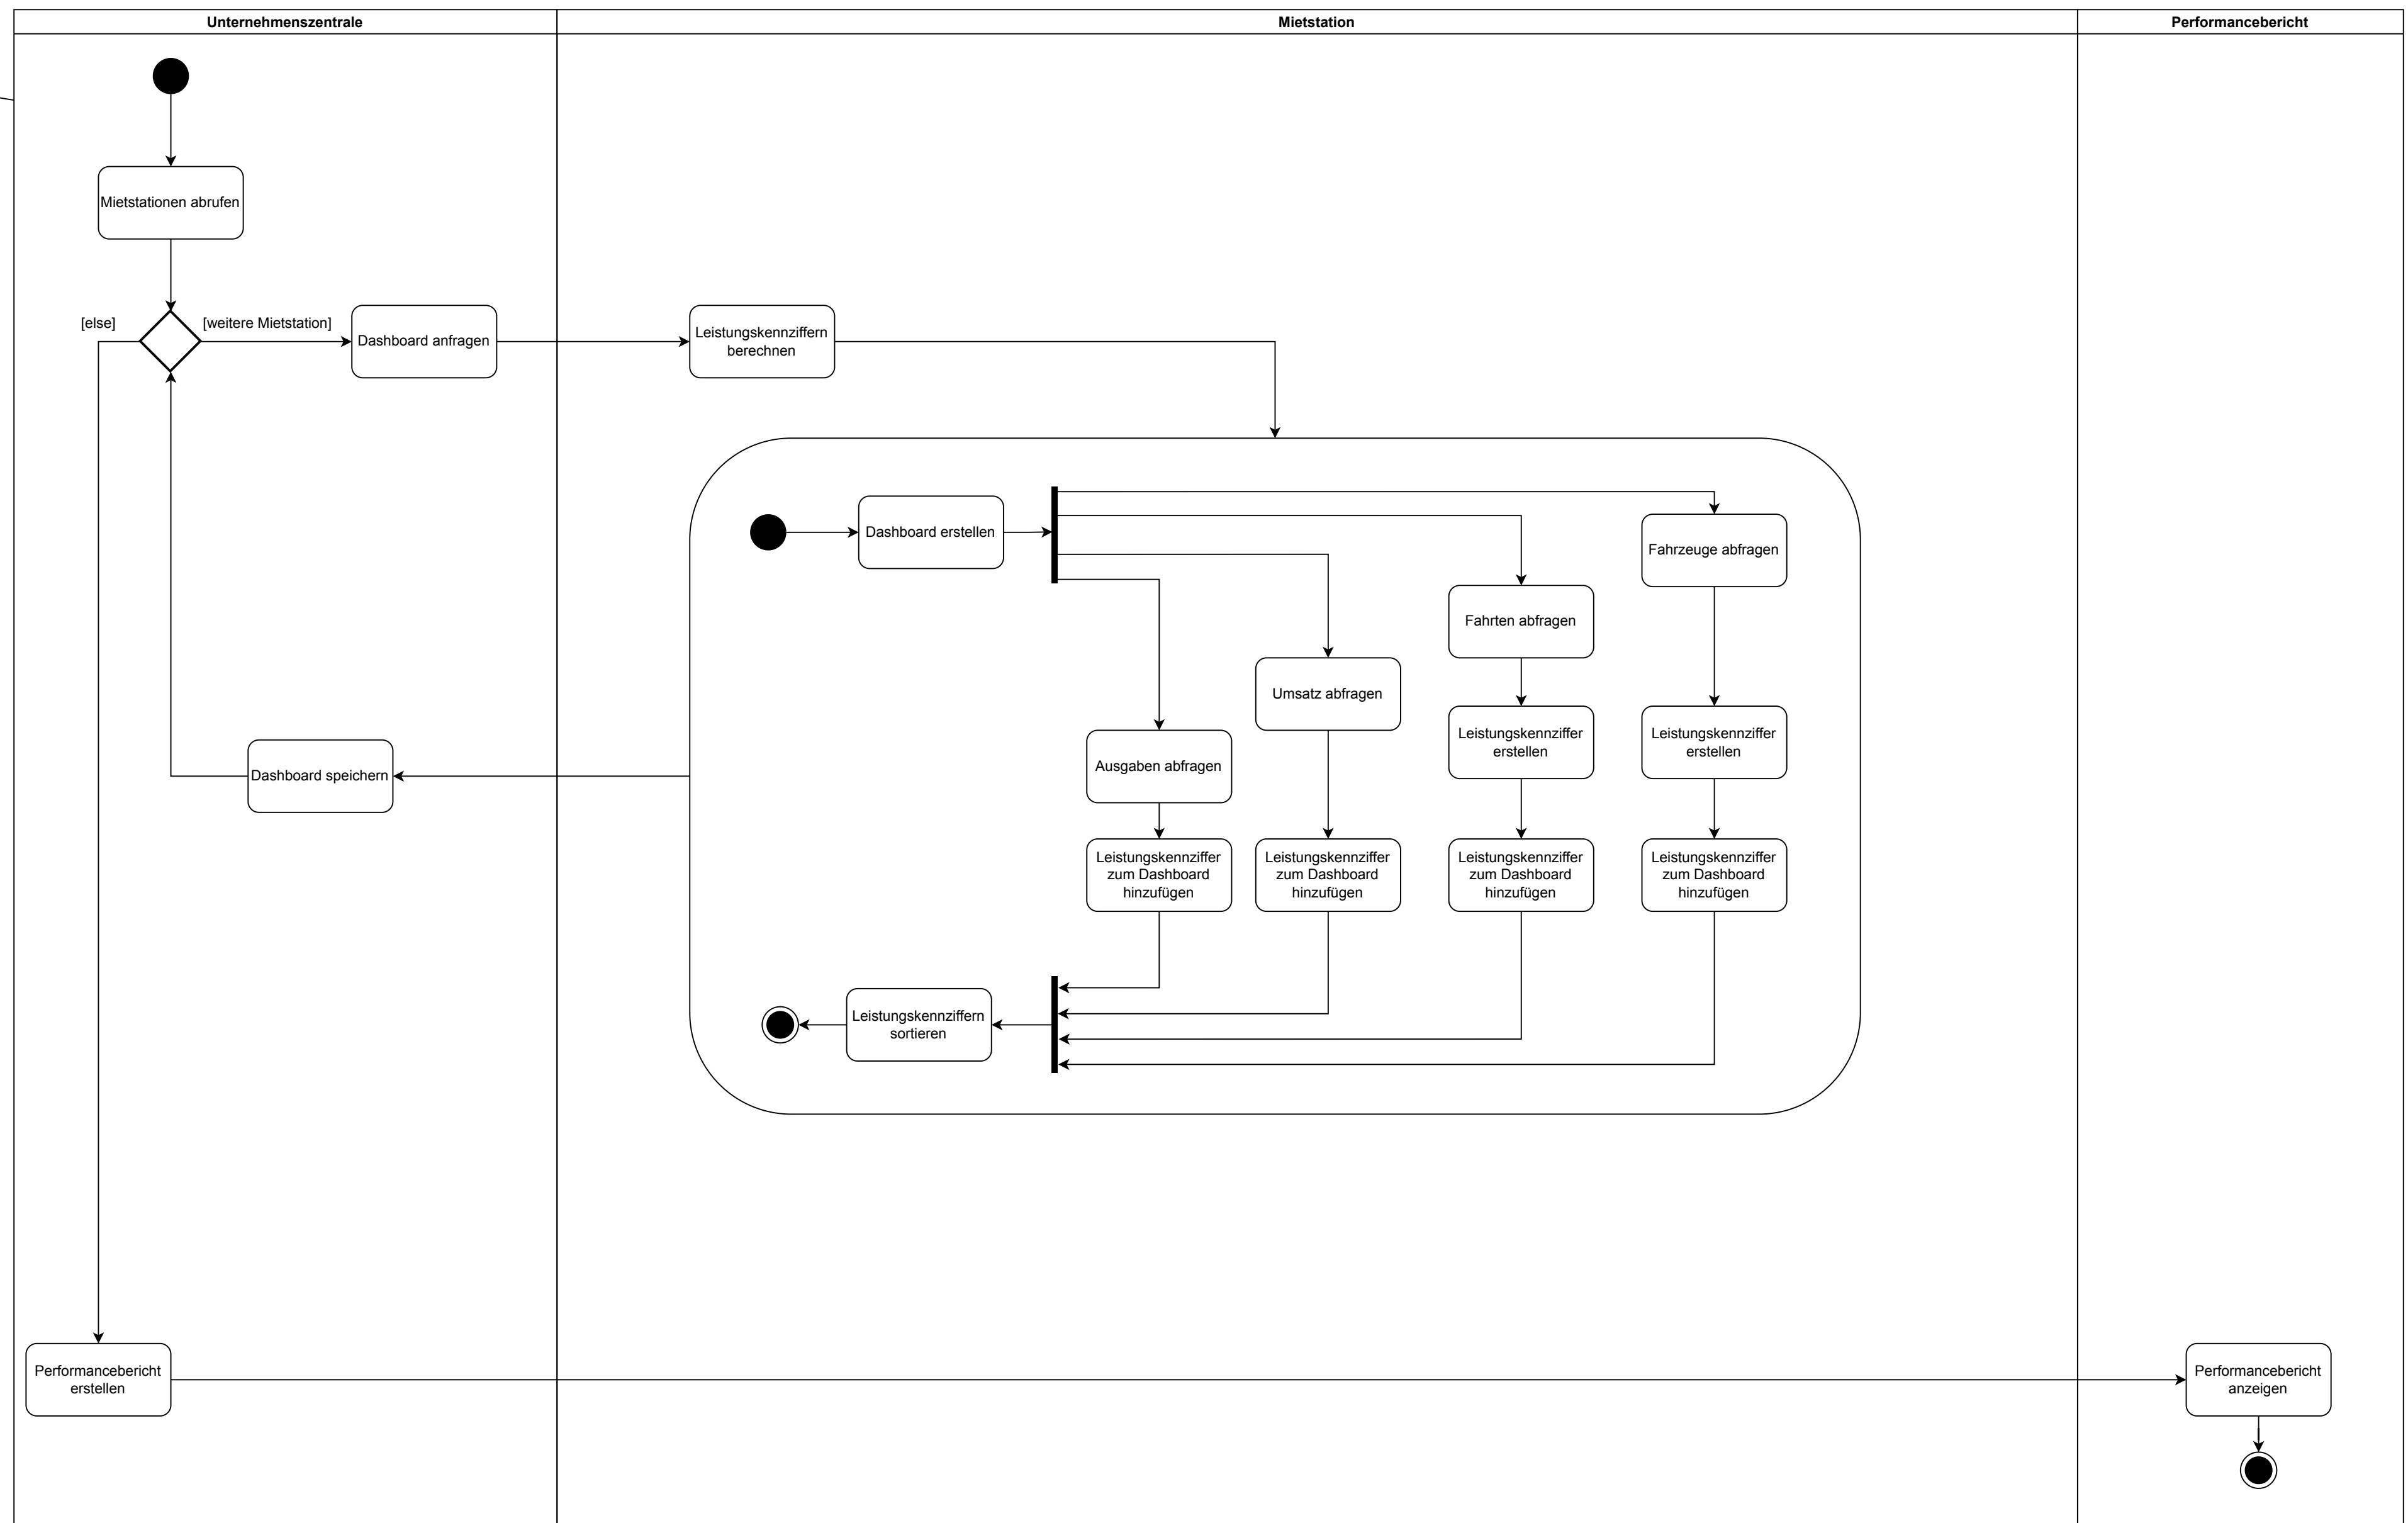 Unternehmenszentrale
Mietstation
Performancebericht
Mietstationen abrufen
[else]
[weitere Mietstation]
Dashboard anfragen
Leistungskennziffern
berechnen
Dashboard erstellen
Fahrzeuge abfragen
Fahrten abfragen
Umsatz abfragen
Leistungskennziffer
erstellen
Leistungskennziffer
erstellen
Dashboard speichern
Ausgaben abfragen
Leistungskennziffer
zum Dashboard
hinzufügen
Leistungskennziffer
zum Dashboard
hinzufügen
Leistungskennziffer
zum Dashboard
hinzufügen
Leistungskennziffer
zum Dashboard
hinzufügen
Leistungskennziffern
sortieren
Performancebericht
erstellen
Performancebericht
anzeigen